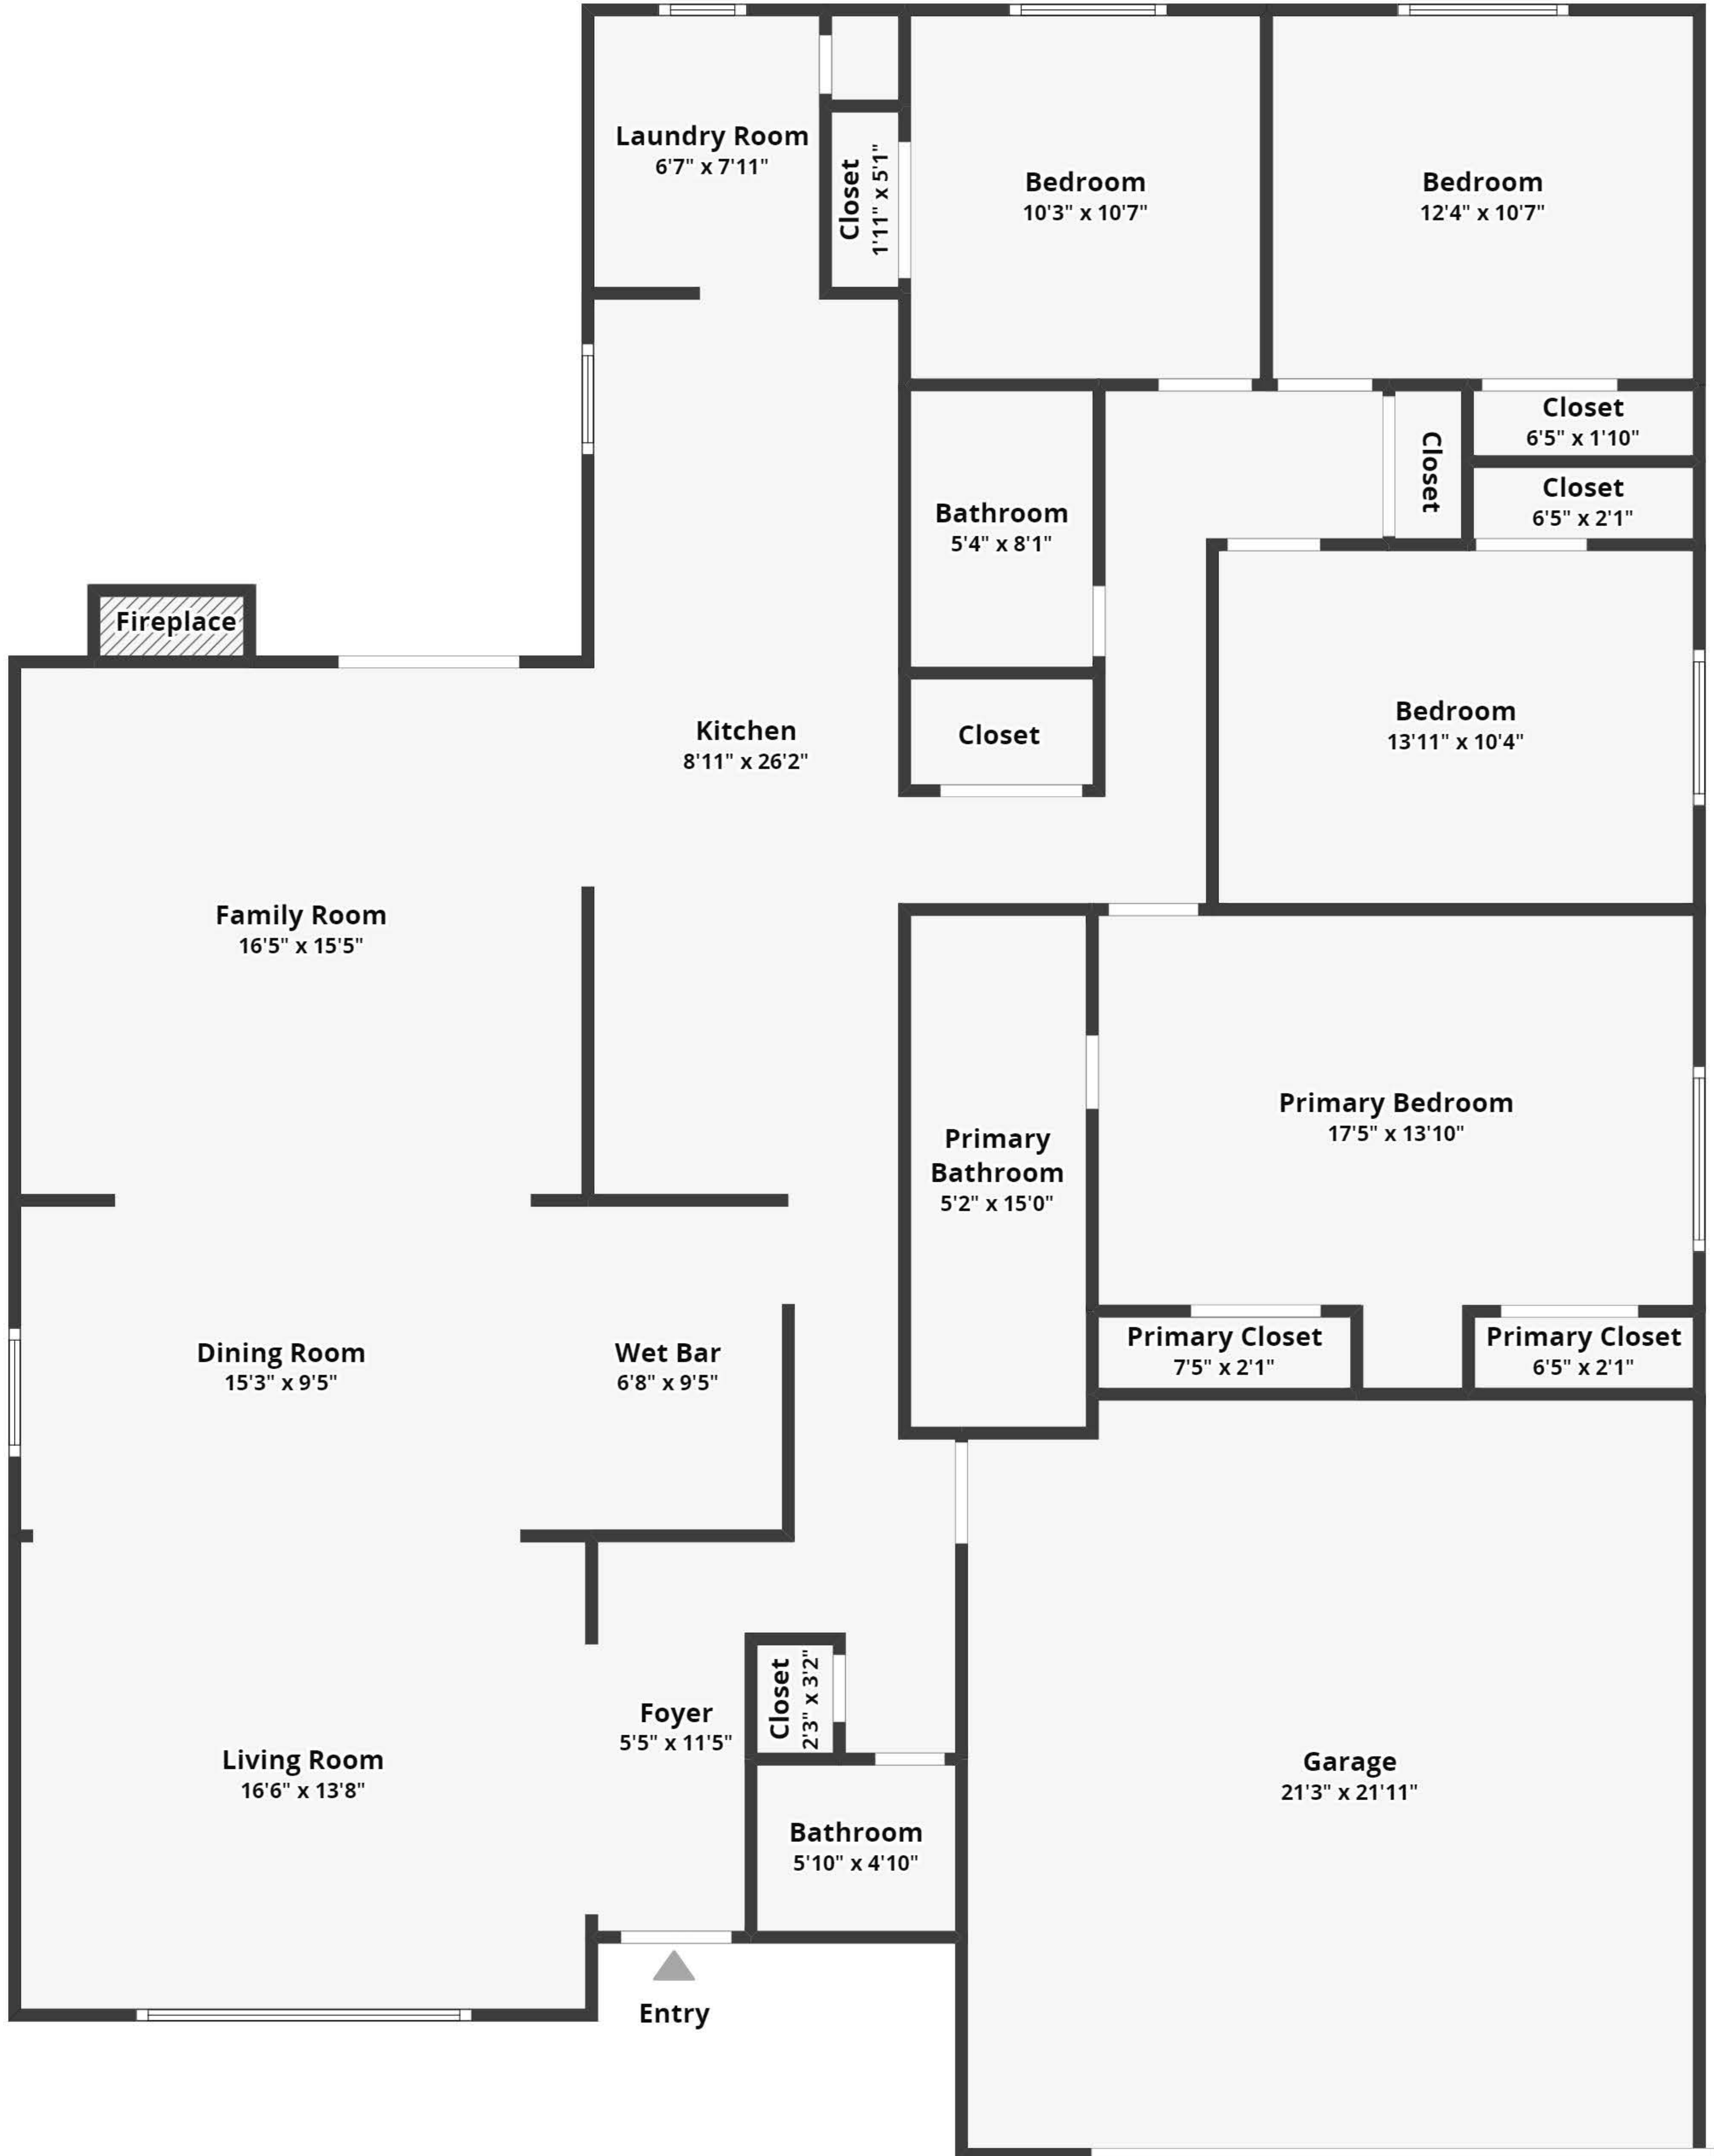 Laundry Room
6'7" x 7'11"
Closet
1'11" x 5'1"
Bedroom
10'3" x 10'7"
Bedroom
12'4" x 10'7"
Closet
6'5" x 1'10"
Closet
Closet
6'5" x 2'1"
Bathroom
5'4" x 8'1"
Fireplace
Kitchen
8'11" x 26'2"
Closet
Bedroom
13'11" x 10'4"
Family Room
16'5" x 15'5"
Primary Bedroom
17'5" x 13'10"
Primary
Bathroom
5'2" x 15'0"
Dining Room
15'3" x 9'5"
Wet Bar
6'8" x 9'5"
Primary Closet
7'5" x 2'1"
Primary Closet
6'5" x 2'1"
Closet
2'3" x 3'2"
Foyer
5'5" x 11'5"
Living Room
16'6" x 13'8"
Garage
21'3" x 21'11"
Bathroom
5'10" x 4'10"
Entry